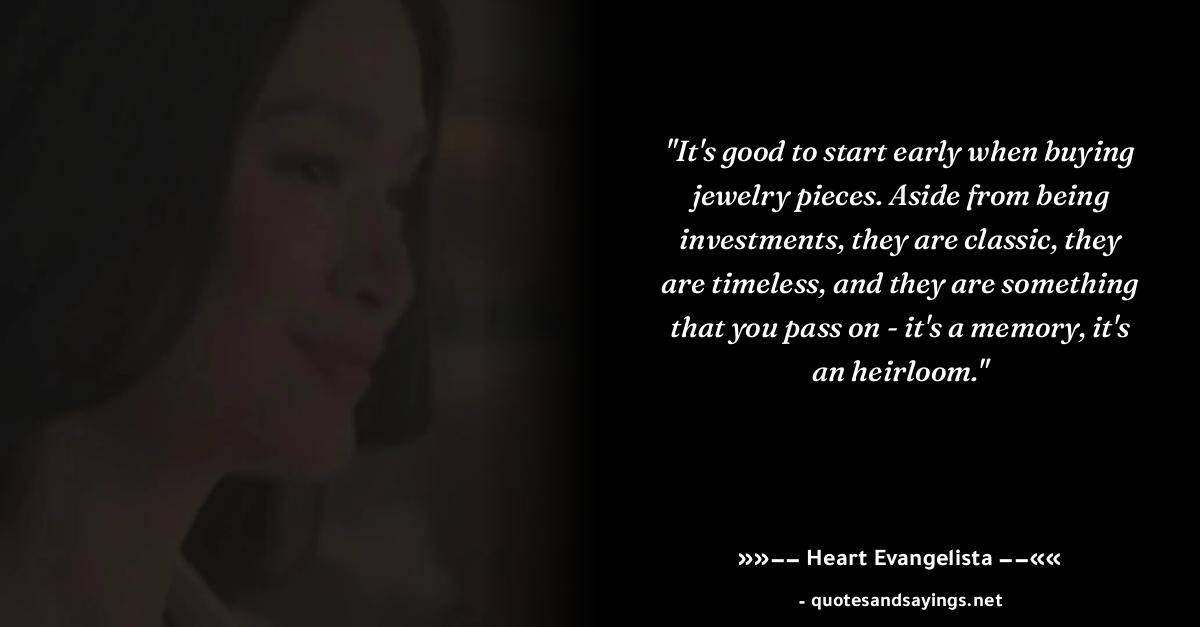 "It's good to start early when buying
jewelry pieces. Aside from being
investments, they are classic, they
are timeless, and they are something
that you pass on - it's a memory, it's
an heirloom."
»»−− Heart Evangelista −−««
- quotesandsayings.net